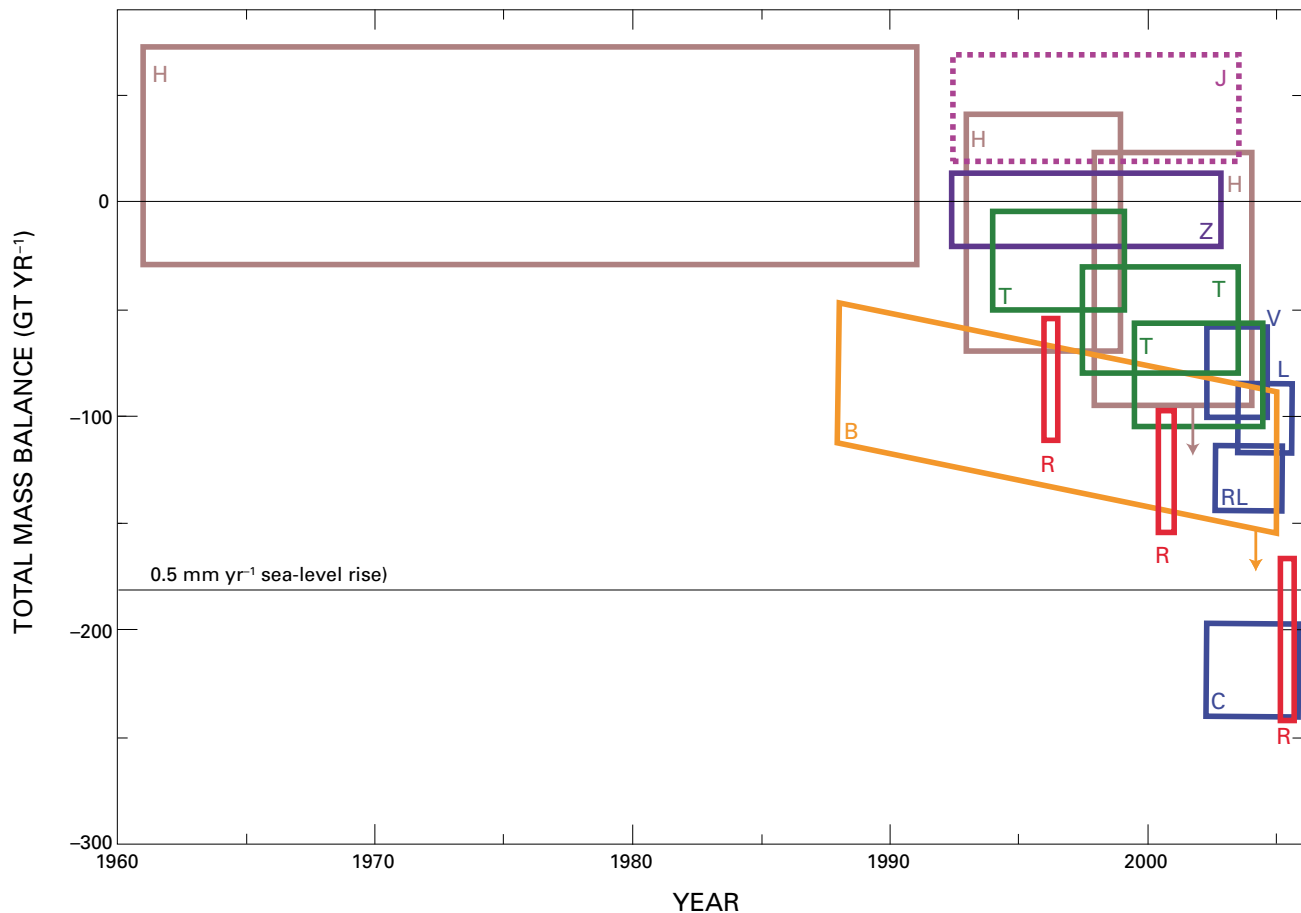 TOTAL MASS BALANCE (GT YR⁻¹)
H
J
H
H
0
Z
T
T
V
T
L
–100
B
R
RL
R
0.5 mm yr⁻¹ sea-level rise)
–200
C
R
–300
1960
1970
1980
1990
2000
YEAR